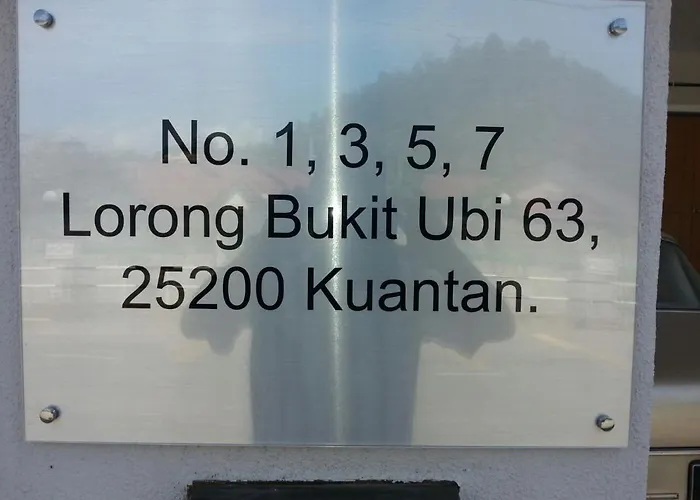 No. 1, 3, 5, 7
Lorong Bukit Ubi 63,
25200 Kuantan.